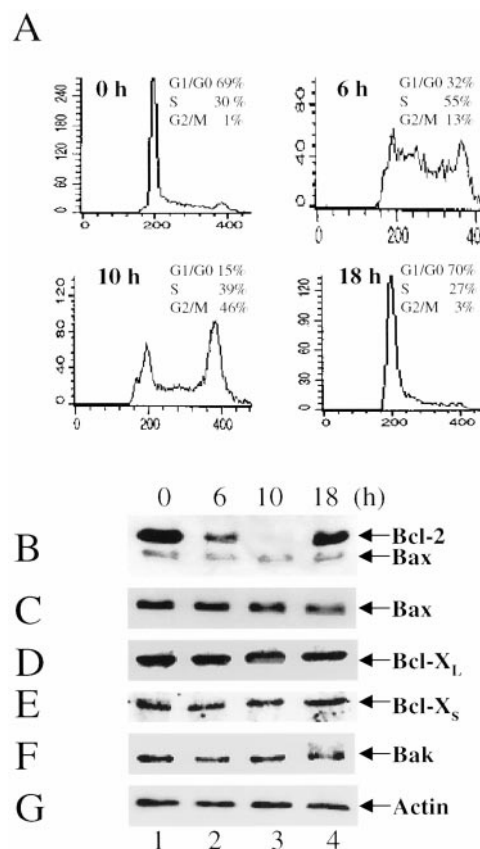 A
0 h
G1/G0 69%
S 30 %
G2/M 1%
240
180
120
60
0
0 200 400
6 h
G1/G0 32%
S 55%
G2/M 13%
80
40
0
0 200 40
10 h
G1/G0 15%
S 39%
G2/M 46%
120
80
40
0
0 200 400
18 h
G1/G0 70%
S 27%
G2/M 3%
120
90
60
30
0
0 200 400
0 6 10 18 (h)
B Bcl-2
Bax
C Bax
D Bcl-XL
E Bcl-XS
F Bak
G Actin
1 2 3 4